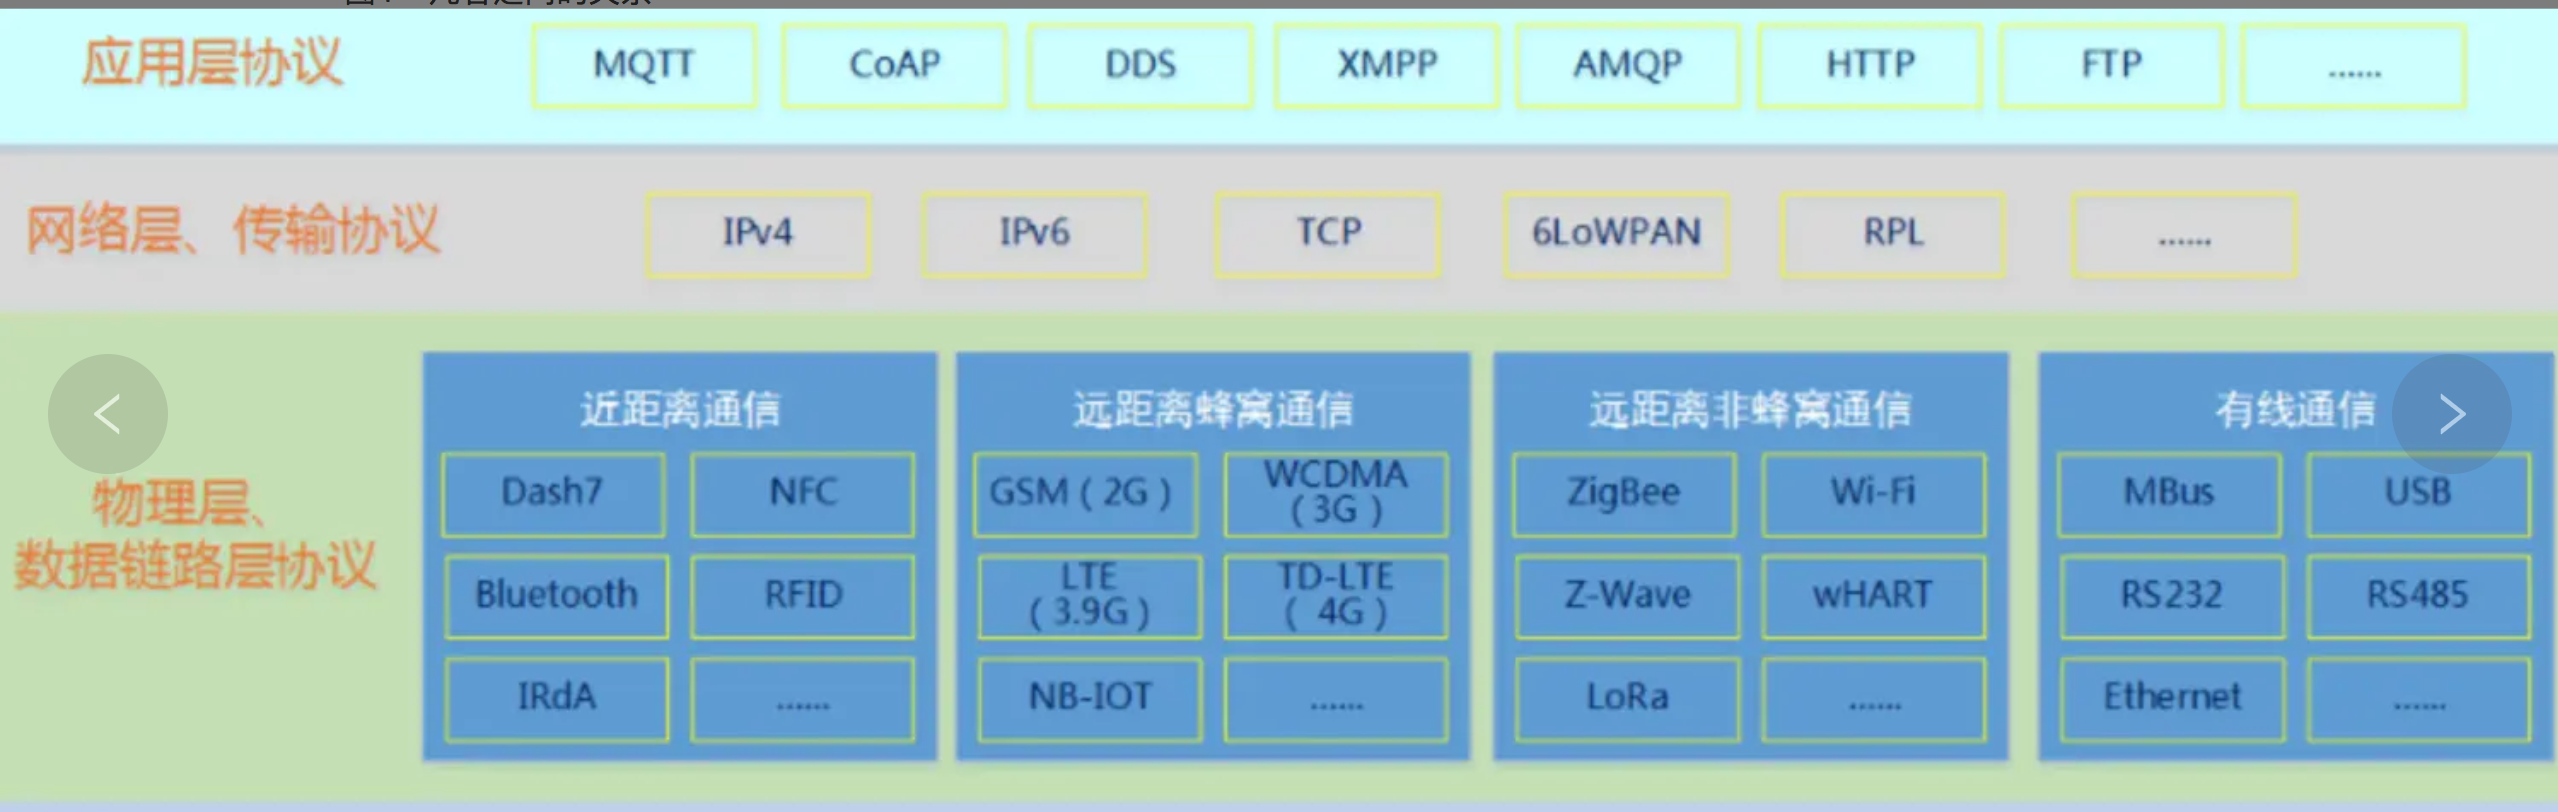 应用层协议
MQTT
CoAP
DDS
XMPP
AMQP
HTTP
FTP
......
网络层、传输协议
IPv4
IPv6
TCP
6LoWPAN
RPL
......
物理层、
数据链路层协议
近距离通信
Dash7
NFC
Bluetooth
RFID
IRdA
......
远距离蜂窝通信
GSM（2G）
WCDMA
（3G）
LTE
（3.9G）
TD-LTE
（ 4G）
NB-IOT
......
远距离非蜂窝通信
ZigBee
Wi-Fi
Z-Wave
wHART
LoRa
......
有线通信
MBus
USB
RS232
RS485
Ethernet
......